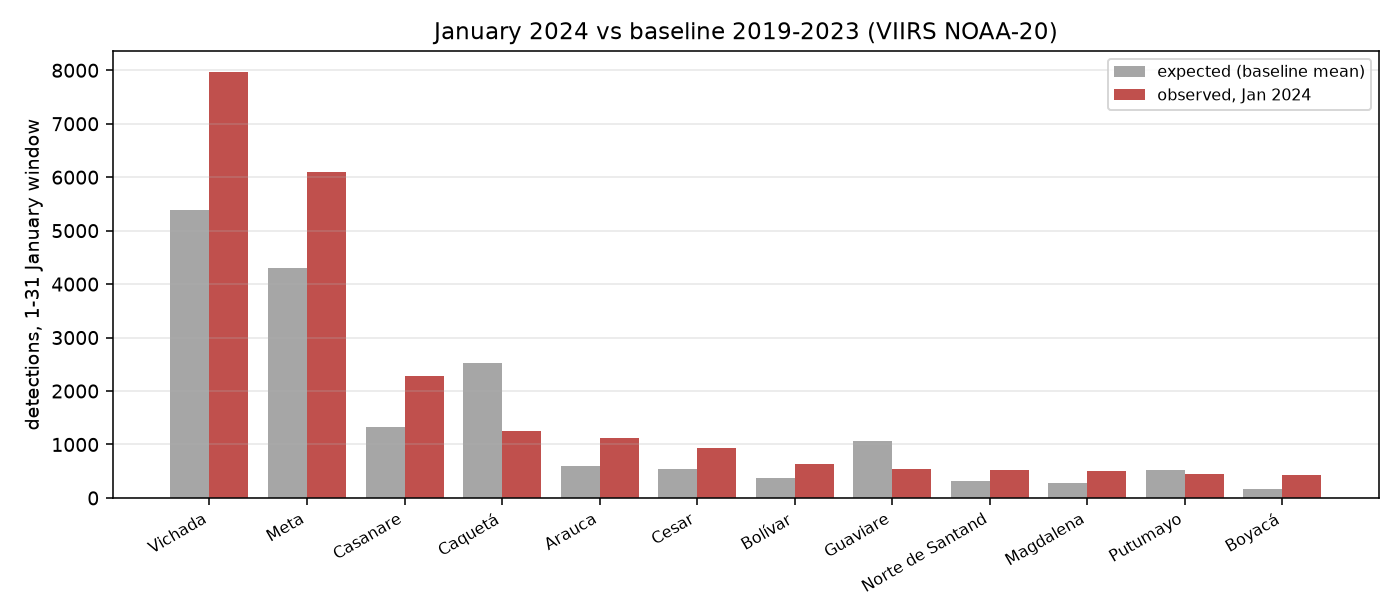 January 2024 vs baseline 2019-2023 (VIIRS NOAA-20)
expected (baseline mean)
observed, Jan 2024
detections, 1-31 January window
8000
7000
6000
5000
4000
3000
2000
1000
0
Vichada
Meta
Casanare
Caquetá
Arauca
Cesar
Bolívar
Guaviare
Norte de Santand
Magdalena
Putumayo
Boyacá